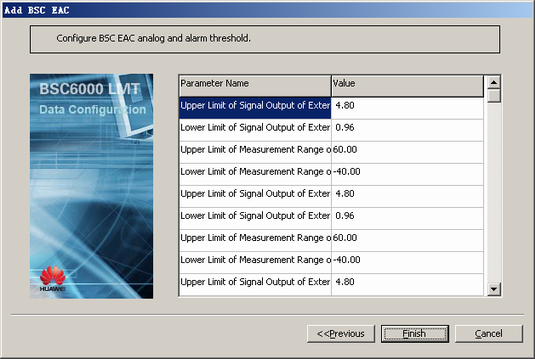 Add BSC EAC
Configure BSC EAC analog and alarm threshold.
BSC6000 LMT
Data Configuration
HUAWEI
Parameter Name Value
Upper Limit of Signal Output of Exter 4.80
Lower Limit of Signal Output of Exter 0.96
Upper Limit of Measurement Range o 60.00
Lower Limit of Measurement Range o -40.00
Upper Limit of Signal Output of Exter 4.80
Lower Limit of Signal Output of Exter 0.96
Upper Limit of Measurement Range o 60.00
Lower Limit of Measurement Range o -40.00
Upper Limit of Signal Output of Exter 4.80
<<Previous Finish Cancel